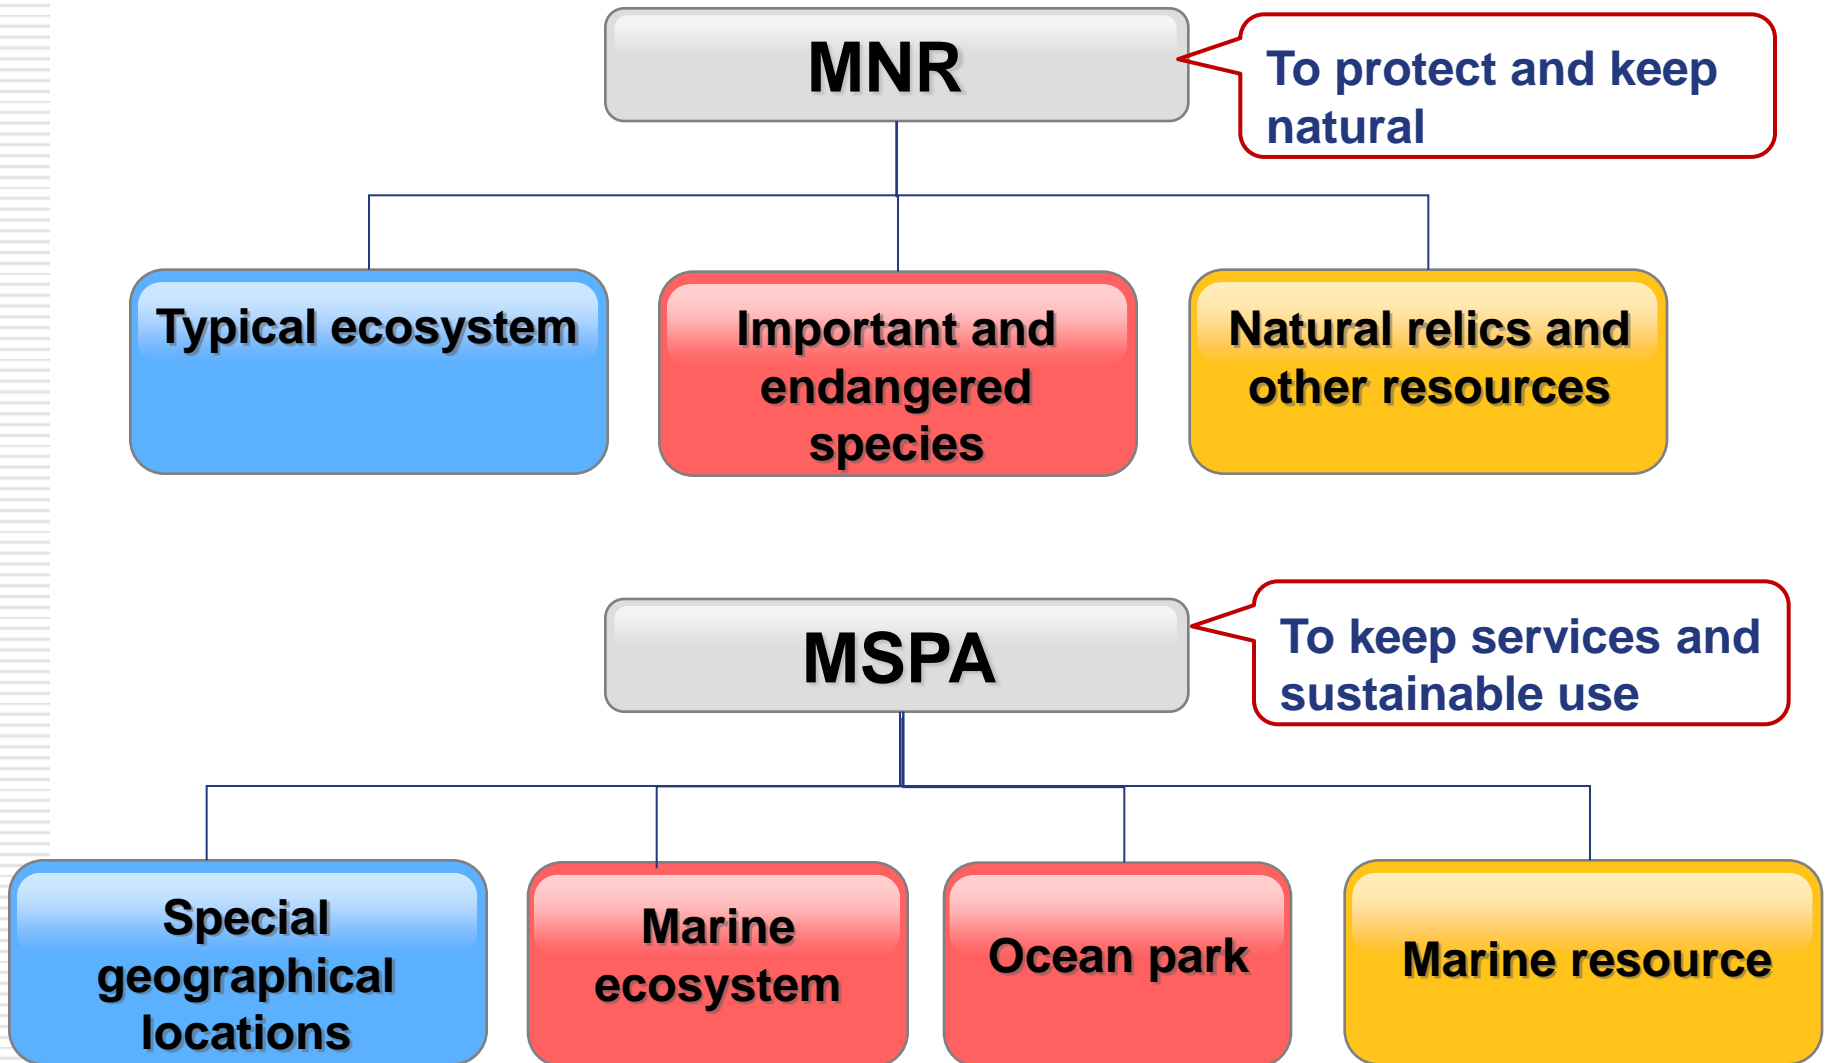 MNR
To protect and keep
natural
Typical ecosystem
Important and
endangered
species
Natural relics and
other resources
MSPA
To keep services and
sustainable use
Special
geographical
locations
Marine
ecosystem
Ocean park
Marine resource